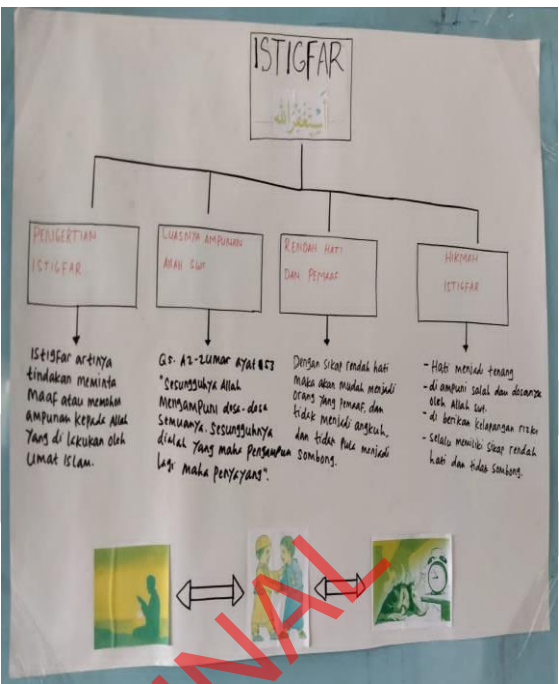 ISTIGFAR
أَسْتَغْفِرُالله
PENGERTIAN
ISTIGFAR
LUASNYA AMPUNAN
ALLAH SWT
RENDAH HATI
DAN PEMAAF
HIKMAH
ISTIGFAR
Istigfar artinya
tindakan meminta
maaf atau memohon
ampunan kepada Allah
Yang di lakukan oleh
Umat Islam.
Qs. Az-Zumar ayat 53
"Sesungguhya Allah
Mengampuni dosa-dosa
Semuanya. Sesungguhnya
dialah Yang maha Pengampun
Lagi Maha Penyayang".
Dengan sikap rendah hati
maka akan mudah menjadi
orang yang pemaaf, dan
tidak menjadi angkuh,
dan tidak Pula menjadi
Sombong.
- Hati menjadi tenang
- di ampuni salah dan dosanya
oleh Allah swt.
- di berikan kelapangan rizki
- selalu memiliki sikap rendah
hati dan tidak sombong.
NAL